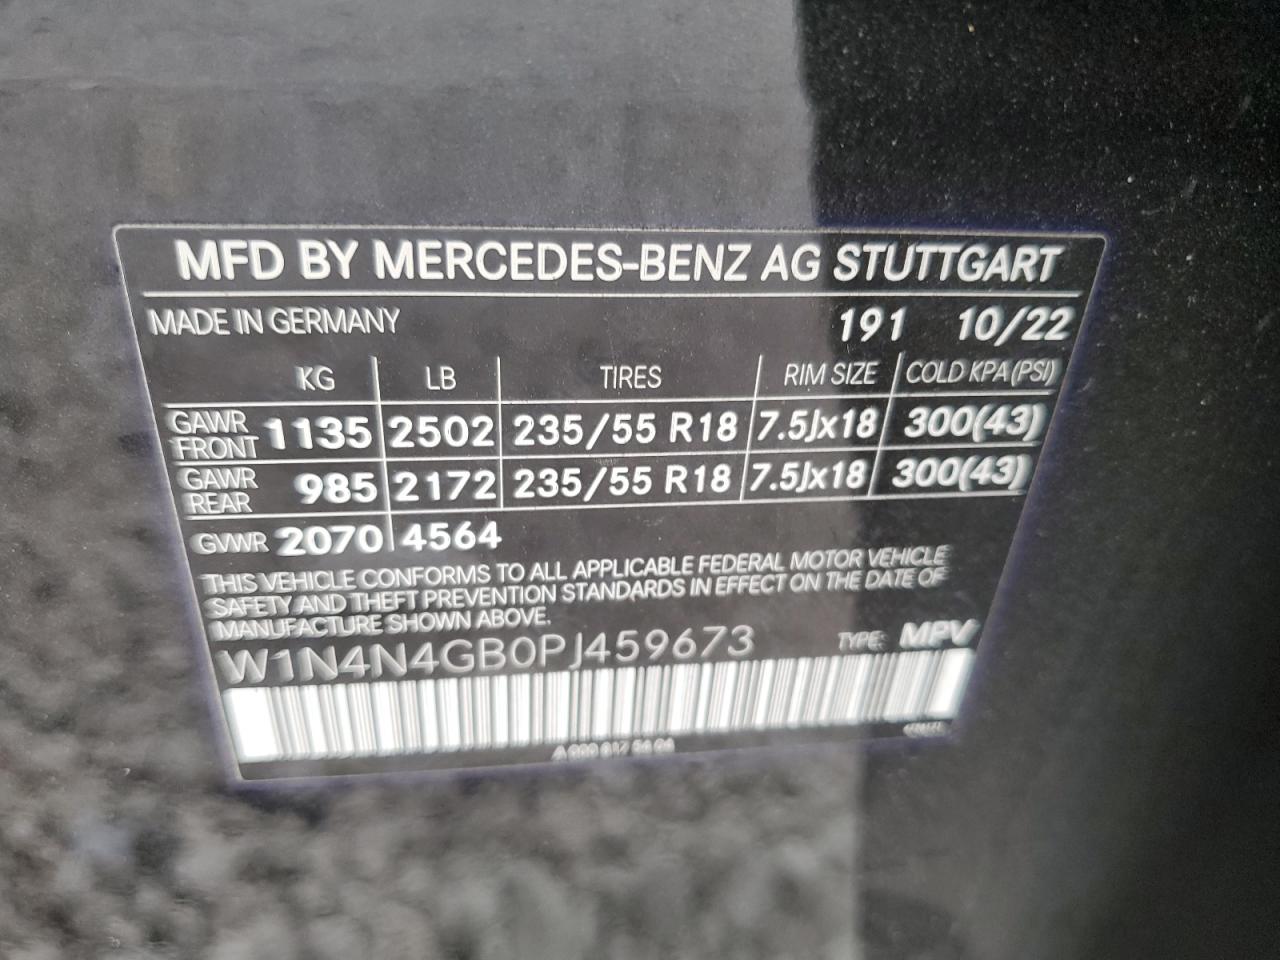 MFD BY MERCEDES-BENZ AG STUTTGART
MADE IN GERMANY 191 10/22
KG LB TIRES RIM SIZE COLD KPA (PSI)
GAWR FRONT 1135 2502 235/55 R18 7.5Jx18 300(43)
GAWR REAR 985 2172 235/55 R18 7.5Jx18 300(43)
GVWR 2070 4564
THIS VEHICLE CONFORMS TO ALL APPLICABLE FEDERAL MOTOR VEHICLE
SAFETY AND THEFT PREVENTION STANDARDS IN EFFECT ON THE DATE OF
MANUFACTURE SHOWN ABOVE.
W1N4N4GB0PJ459673 TYPE: MPV
A 000 817